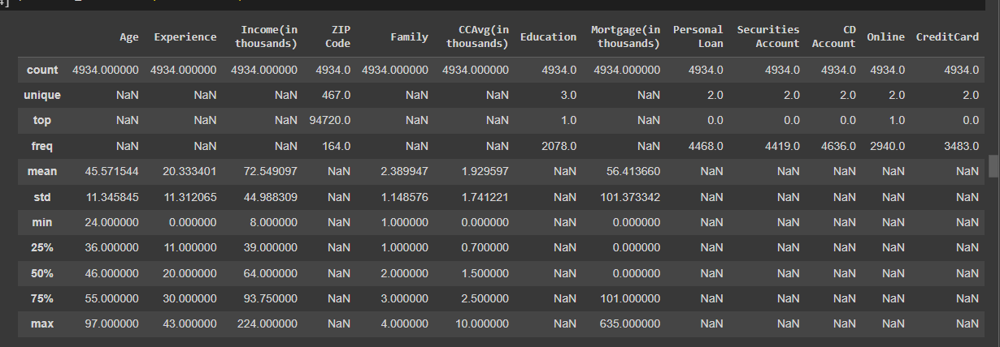 4]
Age Experience Income(in thousands) ZIP Code Family CCAvg(in thousands) Education Mortgage(in thousands) Personal Loan Securities Account CD Account Online CreditCard
count 4934.000000 4934.000000 4934.000000 4934.0 4934.000000 4934.000000 4934.0 4934.000000 4934.0 4934.0 4934.0 4934.0 4934.0
unique NaN NaN NaN 467.0 NaN NaN 3.0 NaN 2.0 2.0 2.0 2.0 2.0
top NaN NaN NaN 94720.0 NaN NaN 1.0 NaN 0.0 0.0 0.0 1.0 0.0
freq NaN NaN NaN 164.0 NaN NaN 2078.0 NaN 4468.0 4419.0 4636.0 2940.0 3483.0
mean 45.571544 20.333401 72.549097 NaN 2.389947 1.929597 NaN 56.413660 NaN NaN NaN NaN NaN
std 11.345845 11.312065 44.988309 NaN 1.148576 1.741221 NaN 101.373342 NaN NaN NaN NaN NaN
min 24.000000 0.000000 8.000000 NaN 1.000000 0.000000 NaN 0.000000 NaN NaN NaN NaN NaN
25% 36.000000 11.000000 39.000000 NaN 1.000000 0.700000 NaN 0.000000 NaN NaN NaN NaN NaN
50% 46.000000 20.000000 64.000000 NaN 2.000000 1.500000 NaN 0.000000 NaN NaN NaN NaN NaN
75% 55.000000 30.000000 93.750000 NaN 3.000000 2.500000 NaN 101.000000 NaN NaN NaN NaN NaN
max 97.000000 43.000000 224.000000 NaN 4.000000 10.000000 NaN 635.000000 NaN NaN NaN NaN NaN